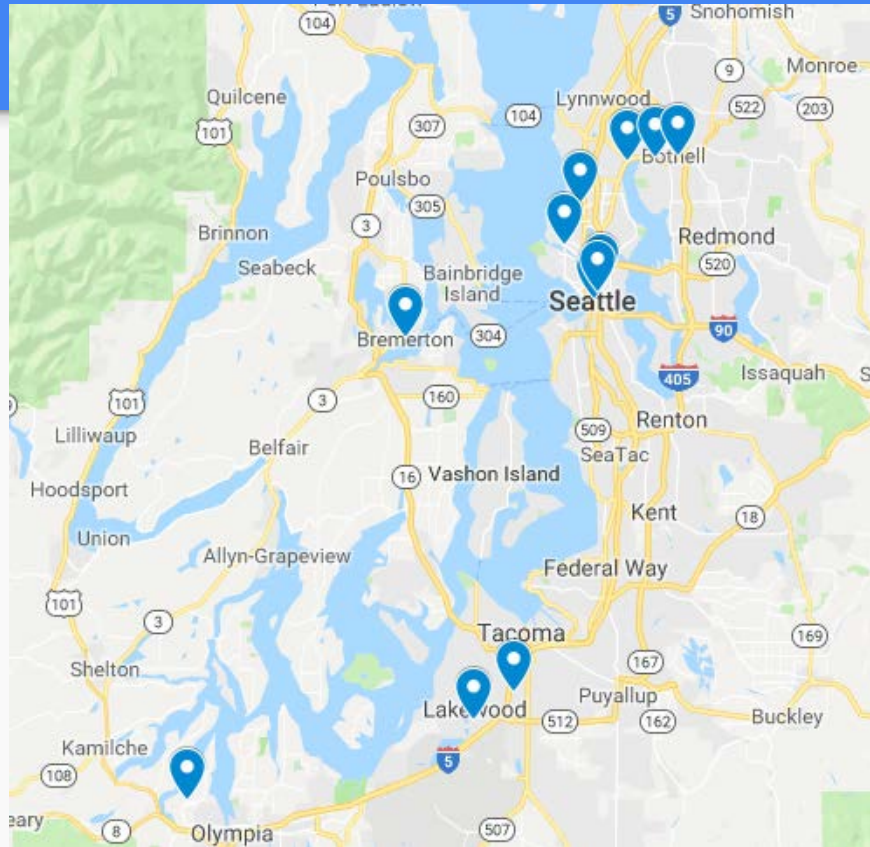 5
Snohomish
104
9
Monroe
Quilcene
Lynnwood
522
203
101
104
307
Bothell
Poulsbo
305
3
Brinnon
Redmond
Seabeck
520
Bainbridge
Island
Seattle
304
90
Bremerton
405
Issaquah
101
3
160
Renton
Lilliwaup
509
Belfair
SeaTac
16
Vashon Island
Hoodsport
Kent
18
Union
Allyn-Grapeview
Federal Way
101
3
Tacoma
169
Shelton
167
Puyallup
Lakewood
512
162
Buckley
Kamilche
5
108
8
Olympia
507